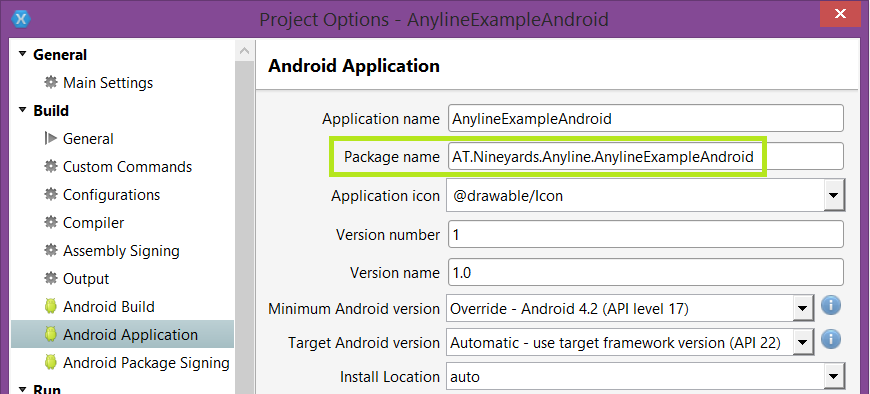 Project Options - AnylineExampleAndroid
General
Main Settings
Build
General
Custom Commands
Configurations
Compiler
Assembly Signing
Output
Android Build
Android Application
Android Package Signing
Run
Android Application
Application name AnylineExampleAndroid
Package name AT.Nineyards.Anyline.AnylineExampleAndroid
Application icon @drawable/Icon
Version number 1
Version name 1.0
Minimum Android version Override - Android 4.2 (API level 17)
Target Android version Automatic - use target framework version (API 22)
Install Location auto